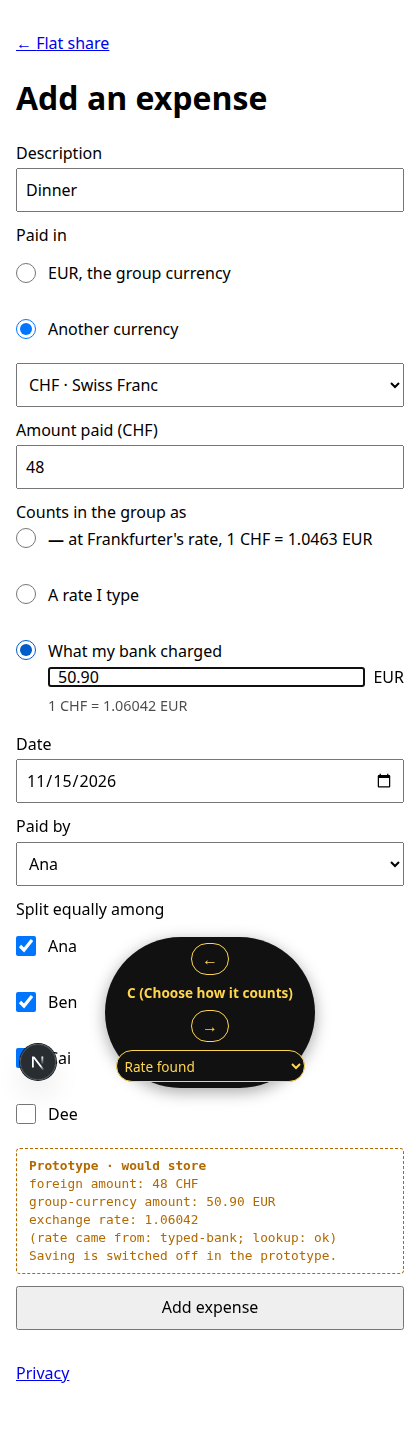 ← Flat share
Add an expense
Description
Dinner
Paid in
EUR, the group currency
Another currency
CHF · Swiss Franc
Amount paid (CHF)
48
Counts in the group as
— at Frankfurter's rate, 1 CHF = 1.0463 EUR
A rate I type
What my bank charged
50.90 EUR
1 CHF = 1.06042 EUR
Date
11/15/2026
Paid by
Ana
Split equally among
Ana
←
C (Choose how it counts)
Ben
→
N
Rate found
Dee
Prototype · would store
foreign amount: 48 CHF
group-currency amount: 50.90 EUR
exchange rate: 1.06042
(rate came from: typed-bank; lookup: ok)
Saving is switched off in the prototype.
Add expense
Privacy